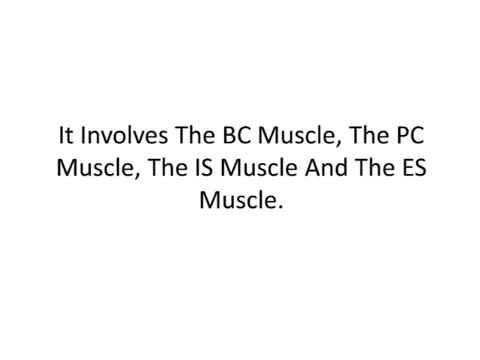 It Involves The BC Muscle, The PC
Muscle, The IS Muscle And The ES
Muscle.